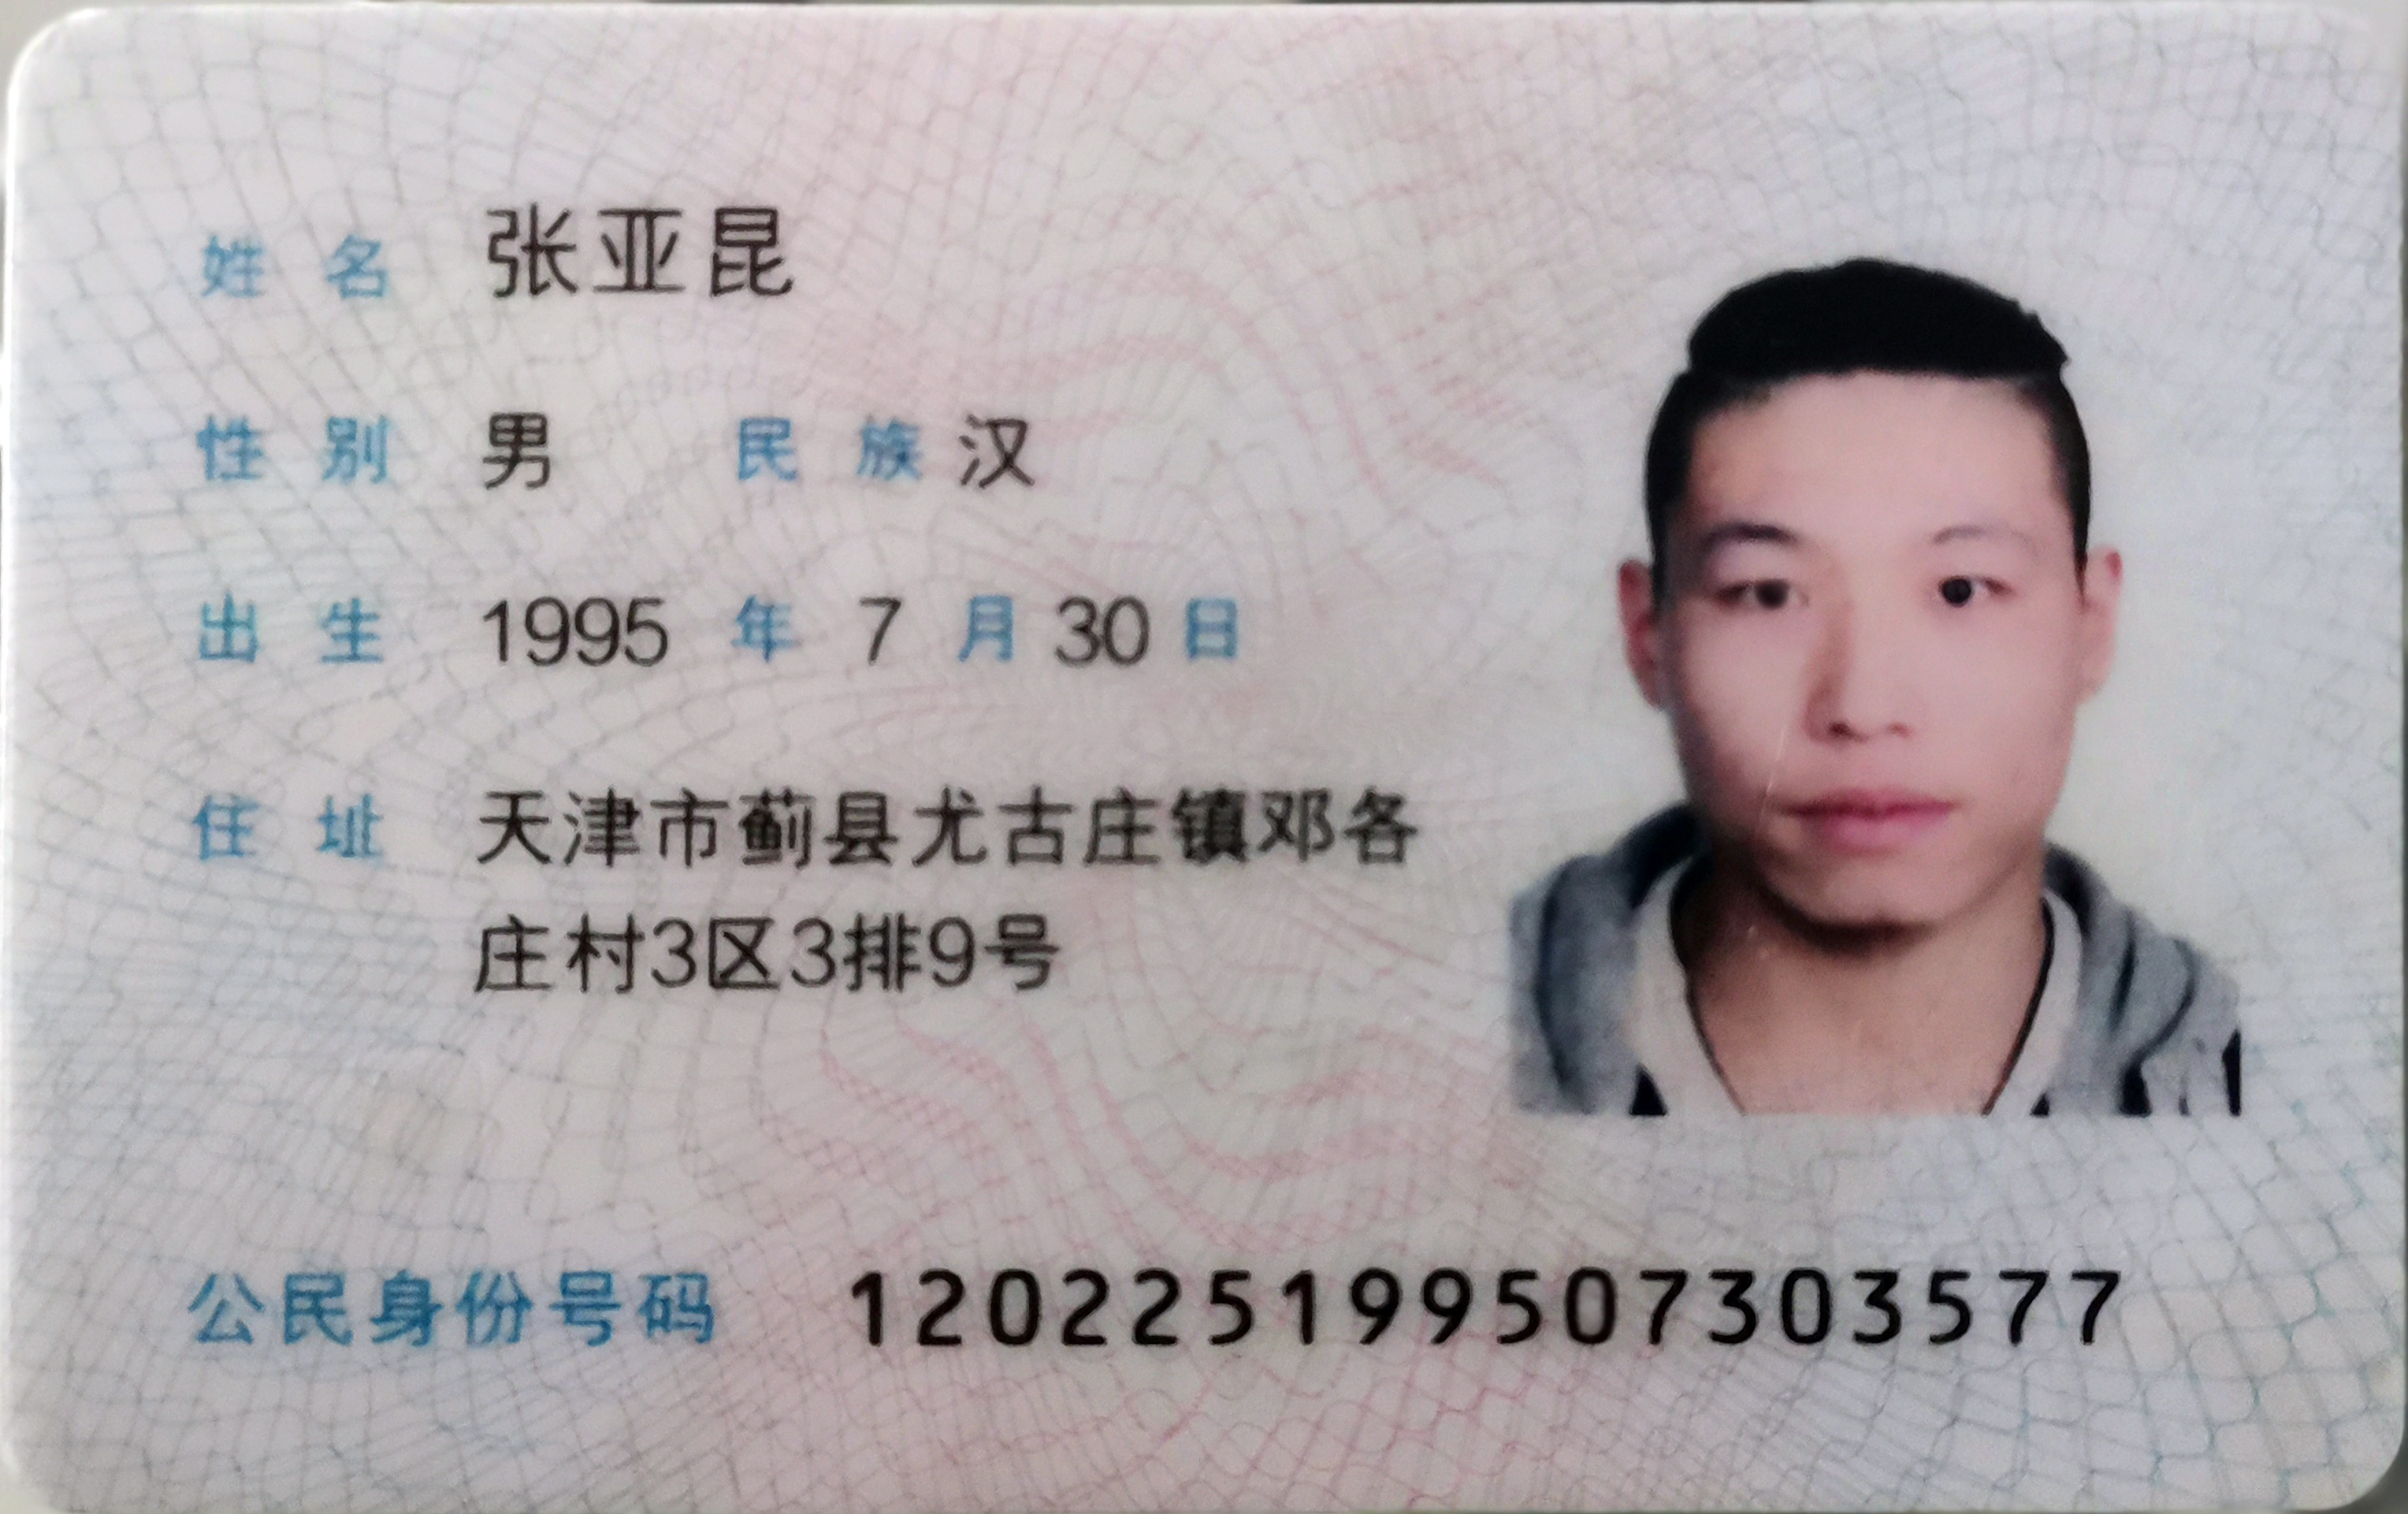 姓名 张亚昆
性别 男 民族 汉
出生 1995 年 7 月 30 日
住址 天津市蓟县尤古庄镇邓各
庄村3区3排9号
公民身份号码 120225199507303577